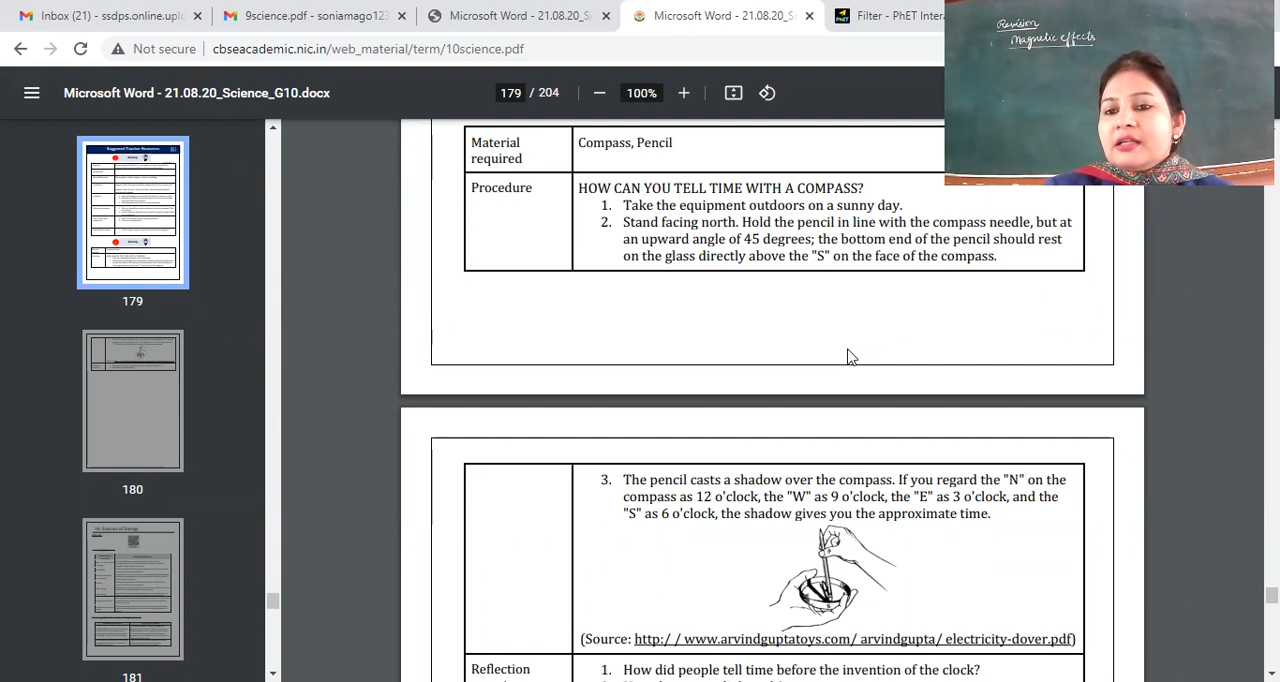 Inbox (21) - ssdps.online.upl
9science.pdf - soniamago12
Microsoft Word - 21.08.20_S
Microsoft Word - 21.08.20_S
Filter - PhET Inter
Not secure
cbseacademic.nic.in/web_material/term/10science.pdf
Revision
Magnetic effects
Microsoft Word - 21.08.20_Science_G10.docx
179 / 204
100%
Material required
Compass, Pencil
Procedure
HOW CAN YOU TELL TIME WITH A COMPASS?
1. Take the equipment outdoors on a sunny day.
2. Stand facing north. Hold the pencil in line with the compass needle, but at
an upward angle of 45 degrees; the bottom end of the pencil should rest
on the glass directly above the "S" on the face of the compass.
179
180
181
3. The pencil casts a shadow over the compass. If you regard the "N" on the
compass as 12 o'clock, the "W" as 9 o'clock, the "E" as 3 o'clock, and the
"S" as 6 o'clock, the shadow gives you the approximate time.
(Source: http:/ / www.arvindguptatoys.com/ arvindgupta/ electricity-dover.pdf)
Reflection
1. How did people tell time before the invention of the clock?